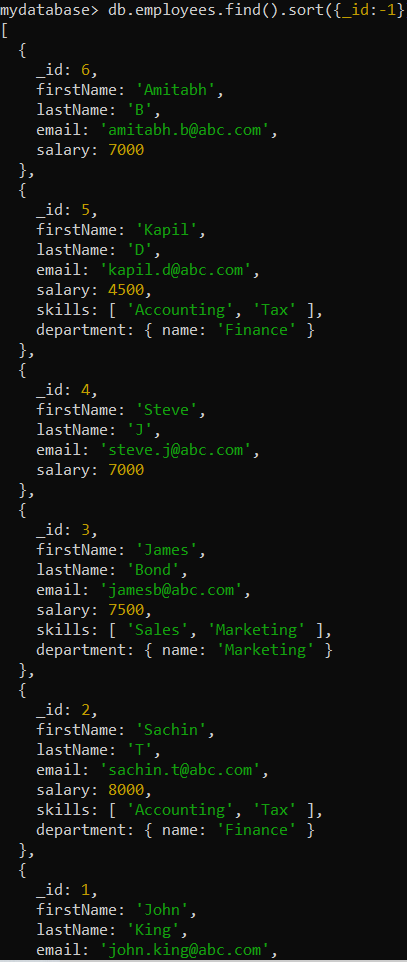 mydatabase> db.employees.find().sort({_id:-1}
[
  {
    _id: 6,
    firstName: 'Amitabh',
    lastName: 'B',
    email: 'amitabh.b@abc.com',
    salary: 7000
  },
  {
    _id: 5,
    firstName: 'Kapil',
    lastName: 'D',
    email: 'kapil.d@abc.com',
    salary: 4500,
    skills: [ 'Accounting', 'Tax' ],
    department: { name: 'Finance' }
  },
  {
    _id: 4,
    firstName: 'Steve',
    lastName: 'J',
    email: 'steve.j@abc.com',
    salary: 7000
  },
  {
    _id: 3,
    firstName: 'James',
    lastName: 'Bond',
    email: 'jamesb@abc.com',
    salary: 7500,
    skills: [ 'Sales', 'Marketing' ],
    department: { name: 'Marketing' }
  },
  {
    _id: 2,
    firstName: 'Sachin',
    lastName: 'T',
    email: 'sachin.t@abc.com',
    salary: 8000,
    skills: [ 'Accounting', 'Tax' ],
    department: { name: 'Finance' }
  },
  {
    _id: 1,
    firstName: 'John',
    lastName: 'King',
    email: 'john.king@abc.com',